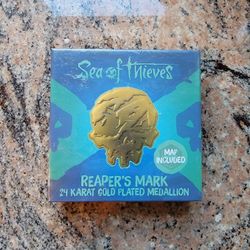 Sea of Thieves
MAP
INCLUDED
REAPER'S MARK
24 KARAT GOLD PLATED MEDALLION